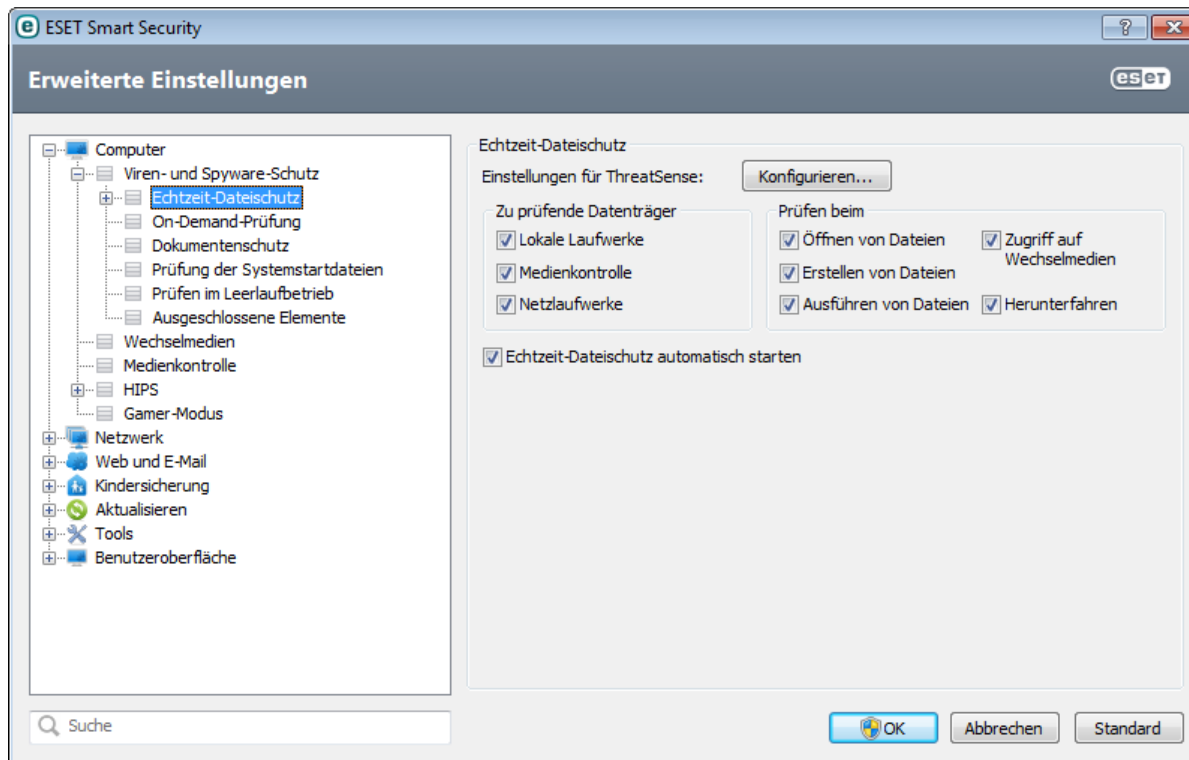 ESET Smart Security
Erweiterte Einstellungen
eset
Computer
Viren- und Spyware-Schutz
Echtzeit-Dateischutz
On-Demand-Prüfung
Dokumentenschutz
Prüfung der Systemstartdateien
Prüfen im Leerlaufbetrieb
Ausgeschlossene Elemente
Wechselmedien
Medienkontrolle
HIPS
Gamer-Modus
Netzwerk
Web und E-Mail
Kindersicherung
Aktualisieren
Tools
Benutzeroberfläche
Suche
Echtzeit-Dateischutz
Einstellungen für ThreatSense:
Konfigurieren...
Zu prüfende Datenträger
Lokale Laufwerke
Medienkontrolle
Netzlaufwerke
Prüfen beim
Öffnen von Dateien
Erstellen von Dateien
Ausführen von Dateien
Zugriff auf
Wechselmedien
Herunterfahren
Echtzeit-Dateischutz automatisch starten
OK
Abbrechen
Standard